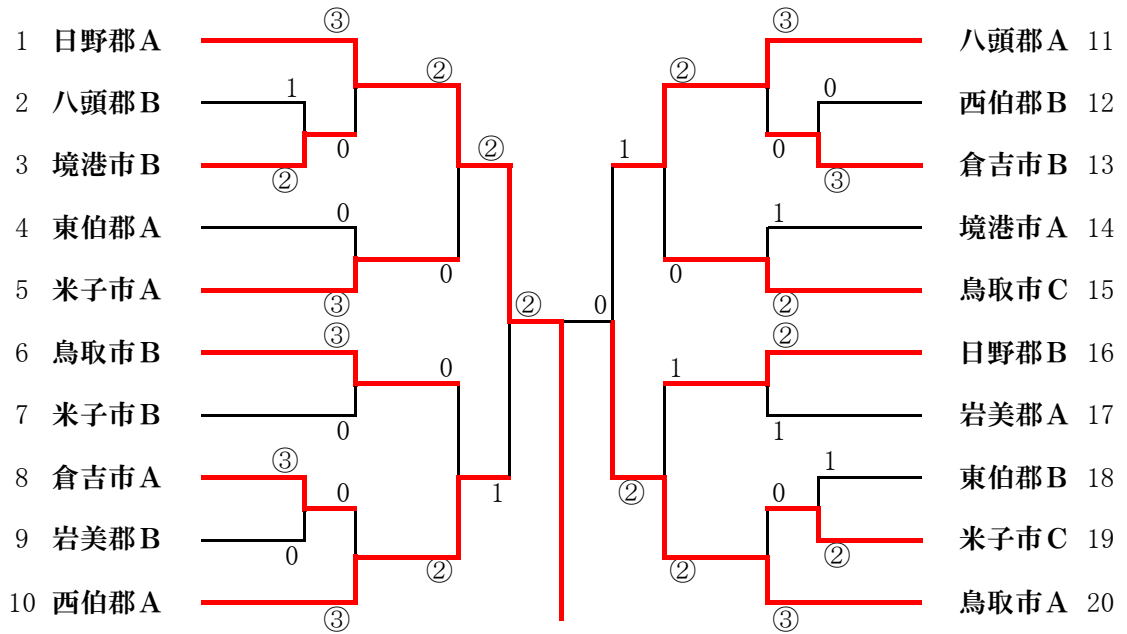 1 日野郡A ③ ③ 八頭郡A 11
② ②
2 八頭郡B 1 0 西伯郡B 12
② 1
0 0
3 境港市B ② ③ 倉吉市B 13
4 東伯郡A 0 1 境港市A 14
0 0
5 米子市A ③ ② 鳥取市C 15
② 0
6 鳥取市B ③ ② 日野郡B 16
0 1
7 米子市B 0 1 岩美郡A 17
8 倉吉市A ③ 1 東伯郡B 18
0 1 ② 0
9 岩美郡B 0 ② 米子市C 19
② ②
10 西伯郡A ③ ③ 鳥取市A 20